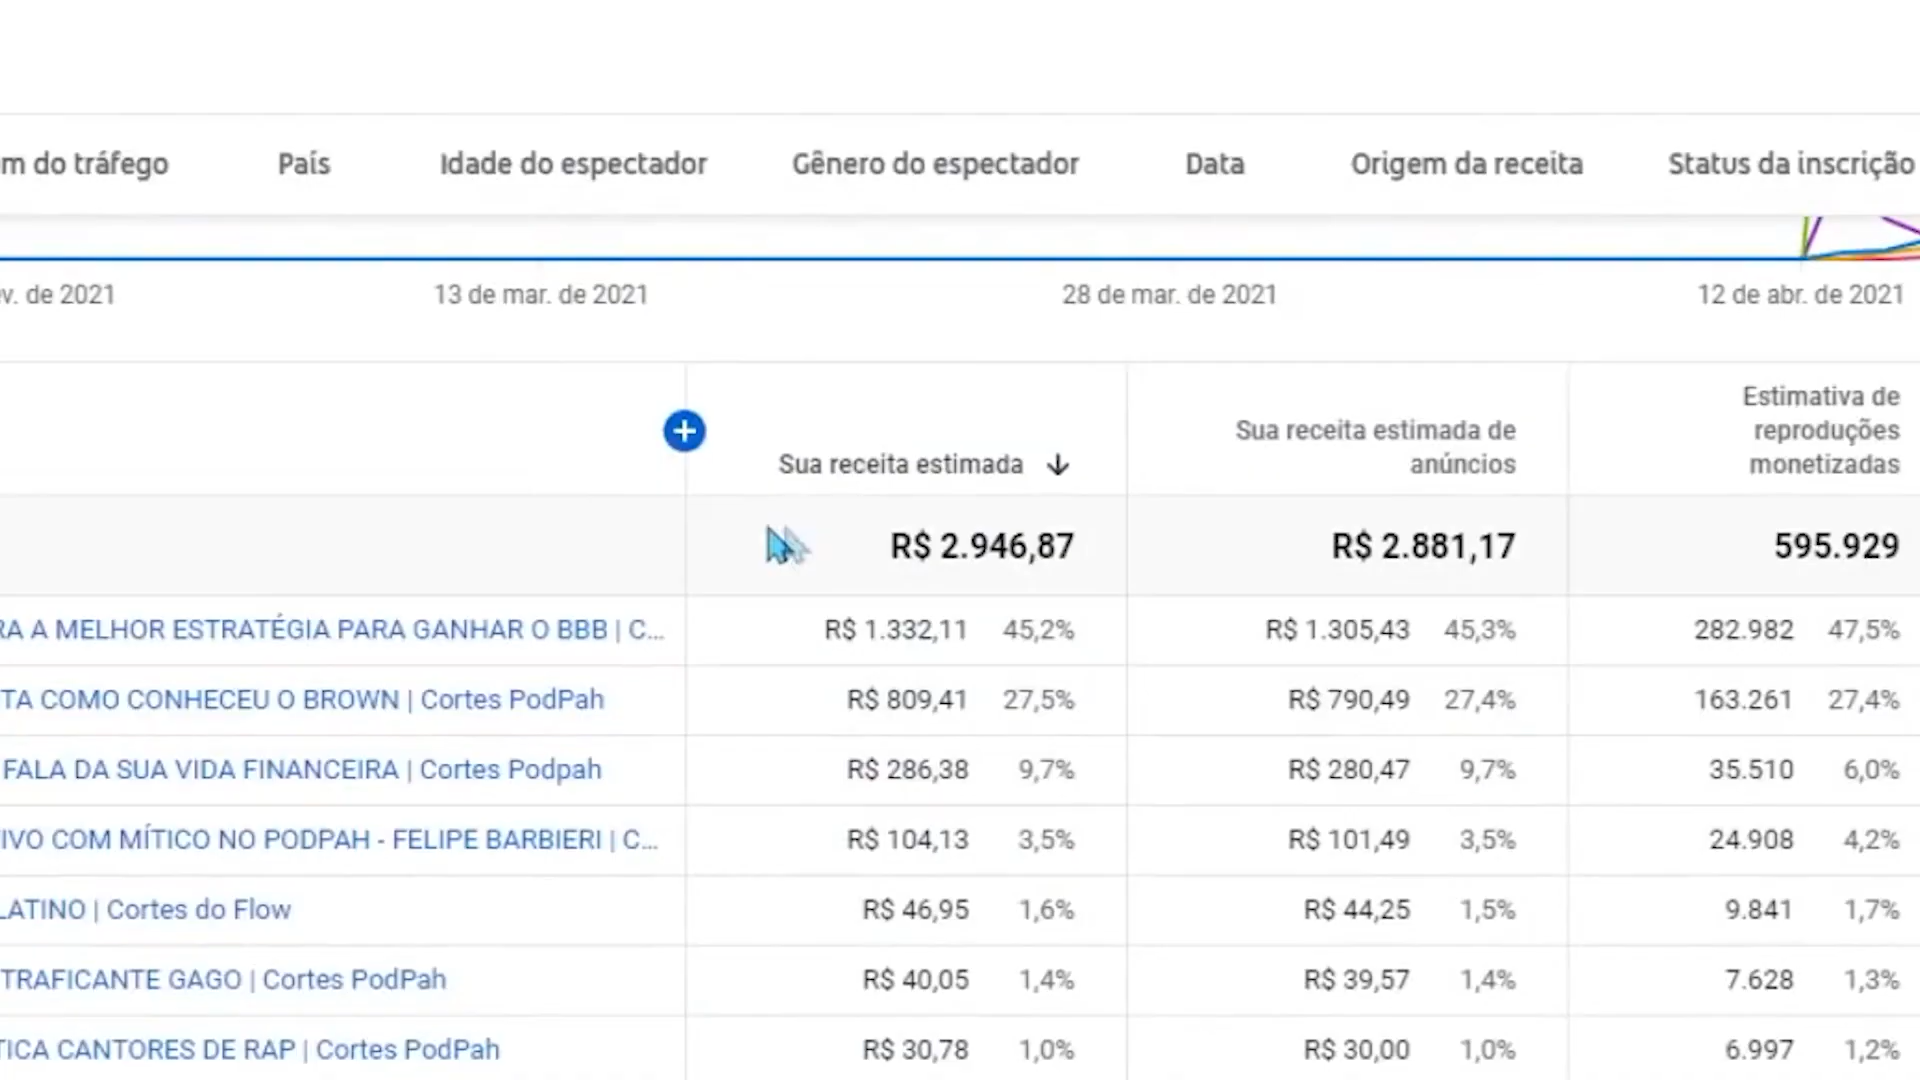 m do tráfego País Idade do espectador Gênero do espectador Data Origem da receita Status da inscrição
v. de 2021 13 de mar. de 2021 28 de mar. de 2021 12 de abr. de 2021
Sua receita estimada
Sua receita estimada de
anúncios
Estimativa de
reproduções
monetizadas
R$ 2.946,87 R$ 2.881,17 595.929
RA A MELHOR ESTRATÉGIA PARA GANHAR O BBB | C... R$ 1.332,11 45,2% R$ 1.305,43 45,3% 282.982 47,5%
TA COMO CONHECEU O BROWN | Cortes PodPah R$ 809,41 27,5% R$ 790,49 27,4% 163.261 27,4%
FALA DA SUA VIDA FINANCEIRA | Cortes Podpah R$ 286,38 9,7% R$ 280,47 9,7% 35.510 6,0%
IVO COM MÍTICO NO PODPAH - FELIPE BARBIERI | C... R$ 104,13 3,5% R$ 101,49 3,5% 24.908 4,2%
LATINO | Cortes do Flow R$ 46,95 1,6% R$ 44,25 1,5% 9.841 1,7%
TRAFICANTE GAGO | Cortes PodPah R$ 40,05 1,4% R$ 39,57 1,4% 7.628 1,3%
TICA CANTORES DE RAP | Cortes PodPah R$ 30,78 1,0% R$ 30,00 1,0% 6.997 1,2%